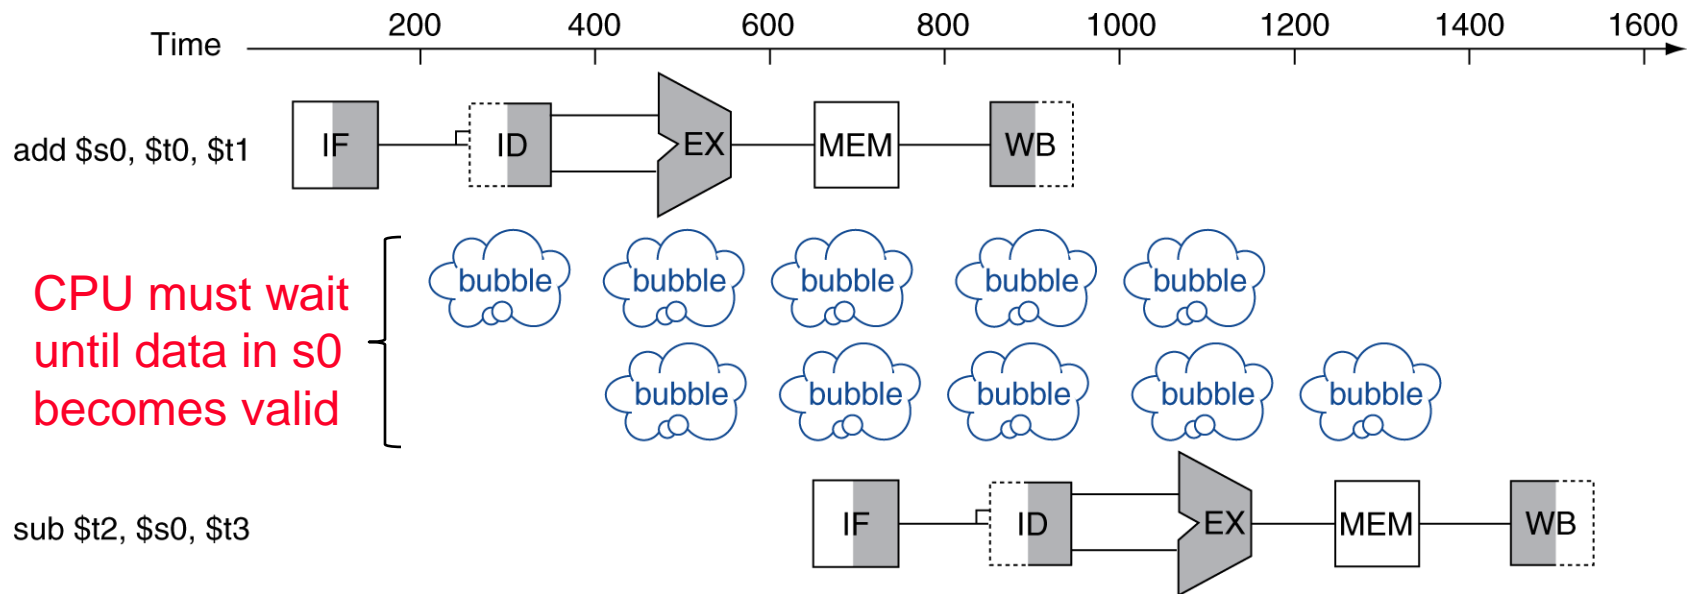 200 400 600 800 1000 1200 1400 1600
Time
add $s0, $t0, $t1 IF ID EX MEM WB
bubble bubble bubble bubble bubble
CPU must wait
until data in s0
becomes valid
bubble bubble bubble bubble bubble
sub $t2, $s0, $t3 IF ID EX MEM WB